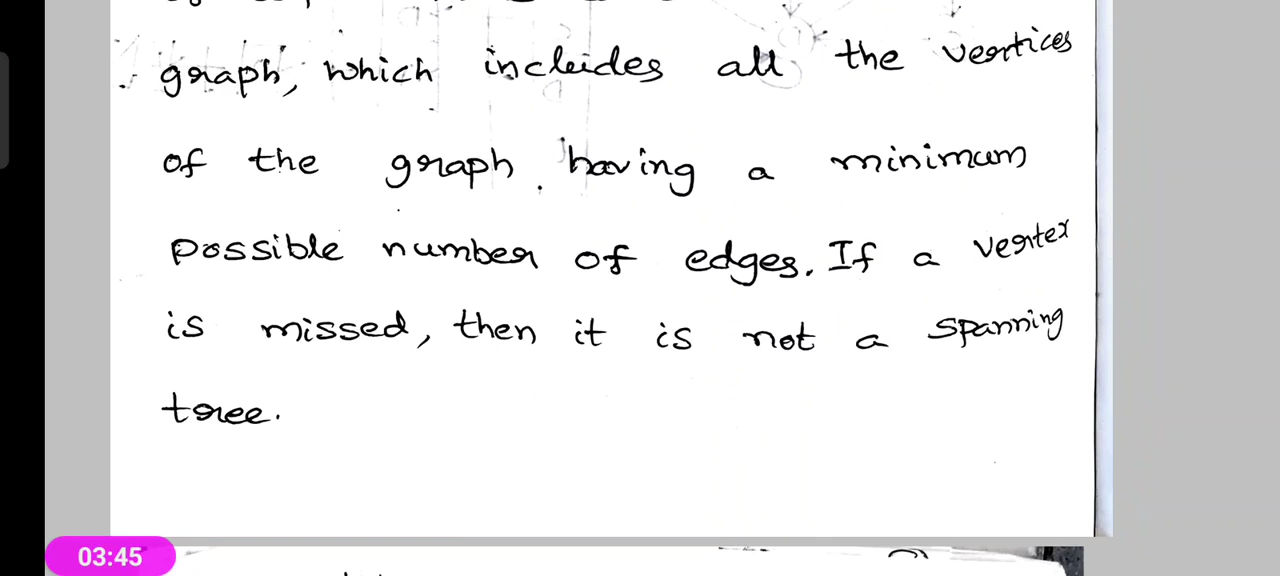 graph, which includes all the vertices
of the graph having a minimum
possible number of edges. If a vertex
is missed, then it is not a spanning
tree.
03:45